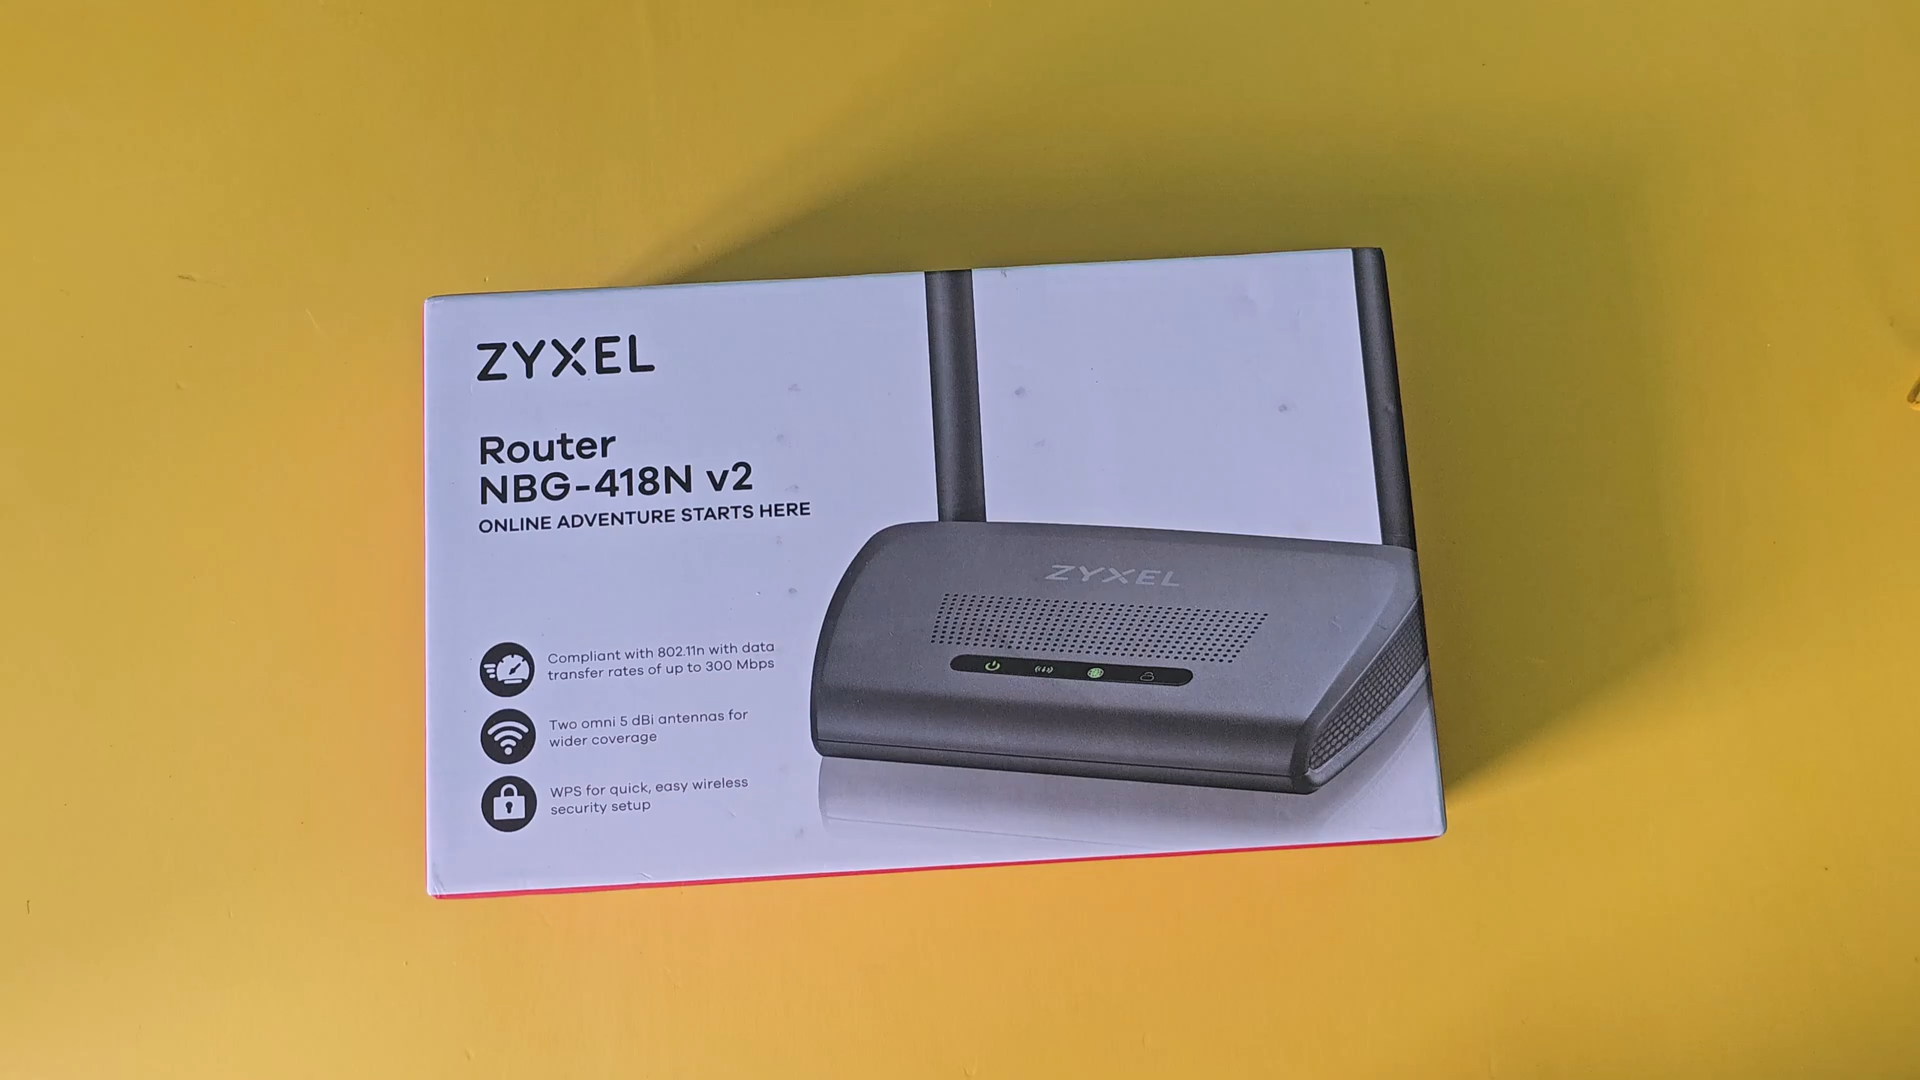 ZYXEL
Router
NBG-418N v2
ONLINE ADVENTURE STARTS HERE
Compliant with 802.11n with data
transfer rates of up to 300 Mbps
Two omni 5 dBi antennas for
wider coverage
WPS for quick, easy wireless
security setup
ZYXEL